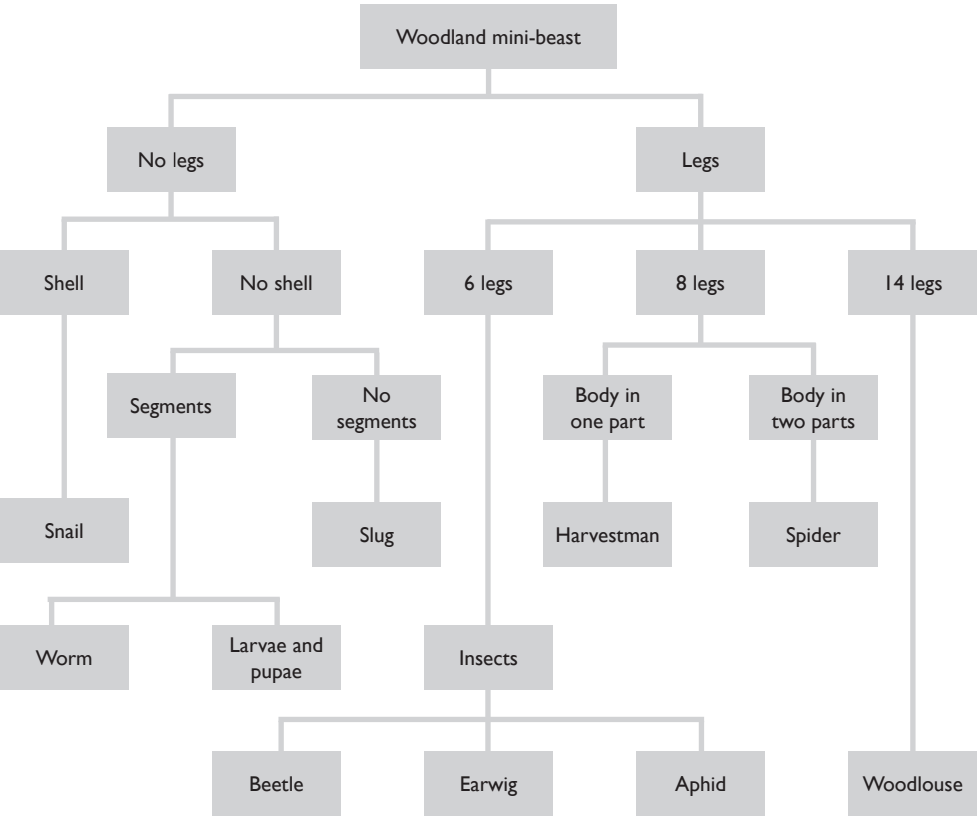 Woodland mini-beast
No legs
Legs
Shell
No shell
6 legs
8 legs
14 legs
Segments
No
segments
Body in
one part
Body in
two parts
Snail
Slug
Harvestman
Spider
Worm
Larvae and
pupae
Insects
Beetle
Earwig
Aphid
Woodlouse